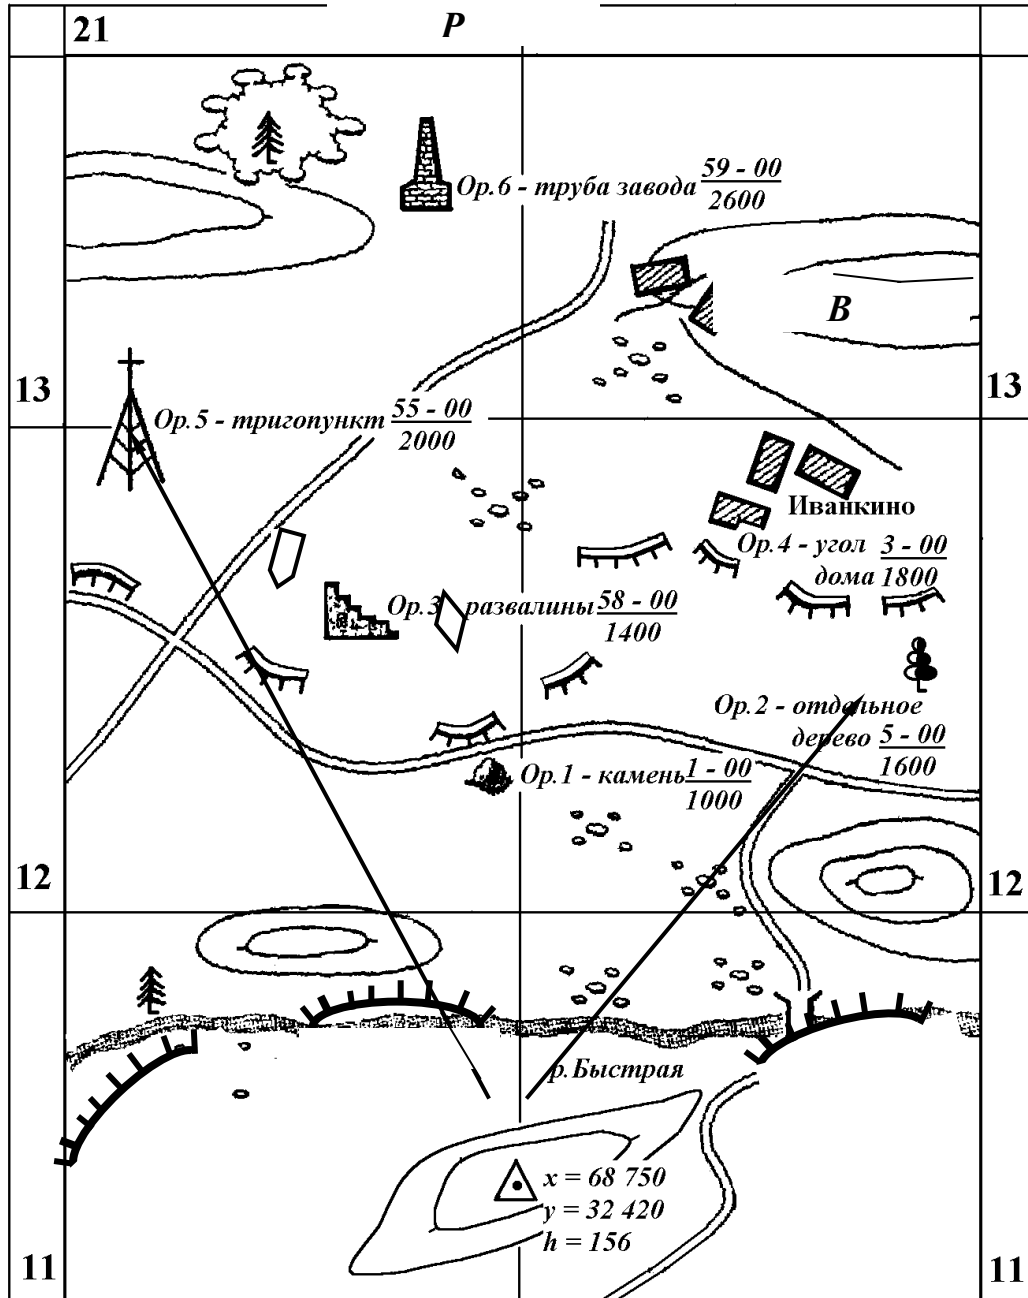 21
Р
Ор.6 - труба завода 59 - 00
2600
В
13
13
Ор.5 - тригопункт 55 - 00
2000
Иванкино
Ор.4 - угол 3 - 00
дома 1800
Ор.3 развалины 58 - 00
1400
Ор.2 - отдельное
дерево 5 - 00
1600
Ор.1 - камень 1 - 00
1000
12
12
р.Быстрая
x = 68 750
y = 32 420
h = 156
11
11